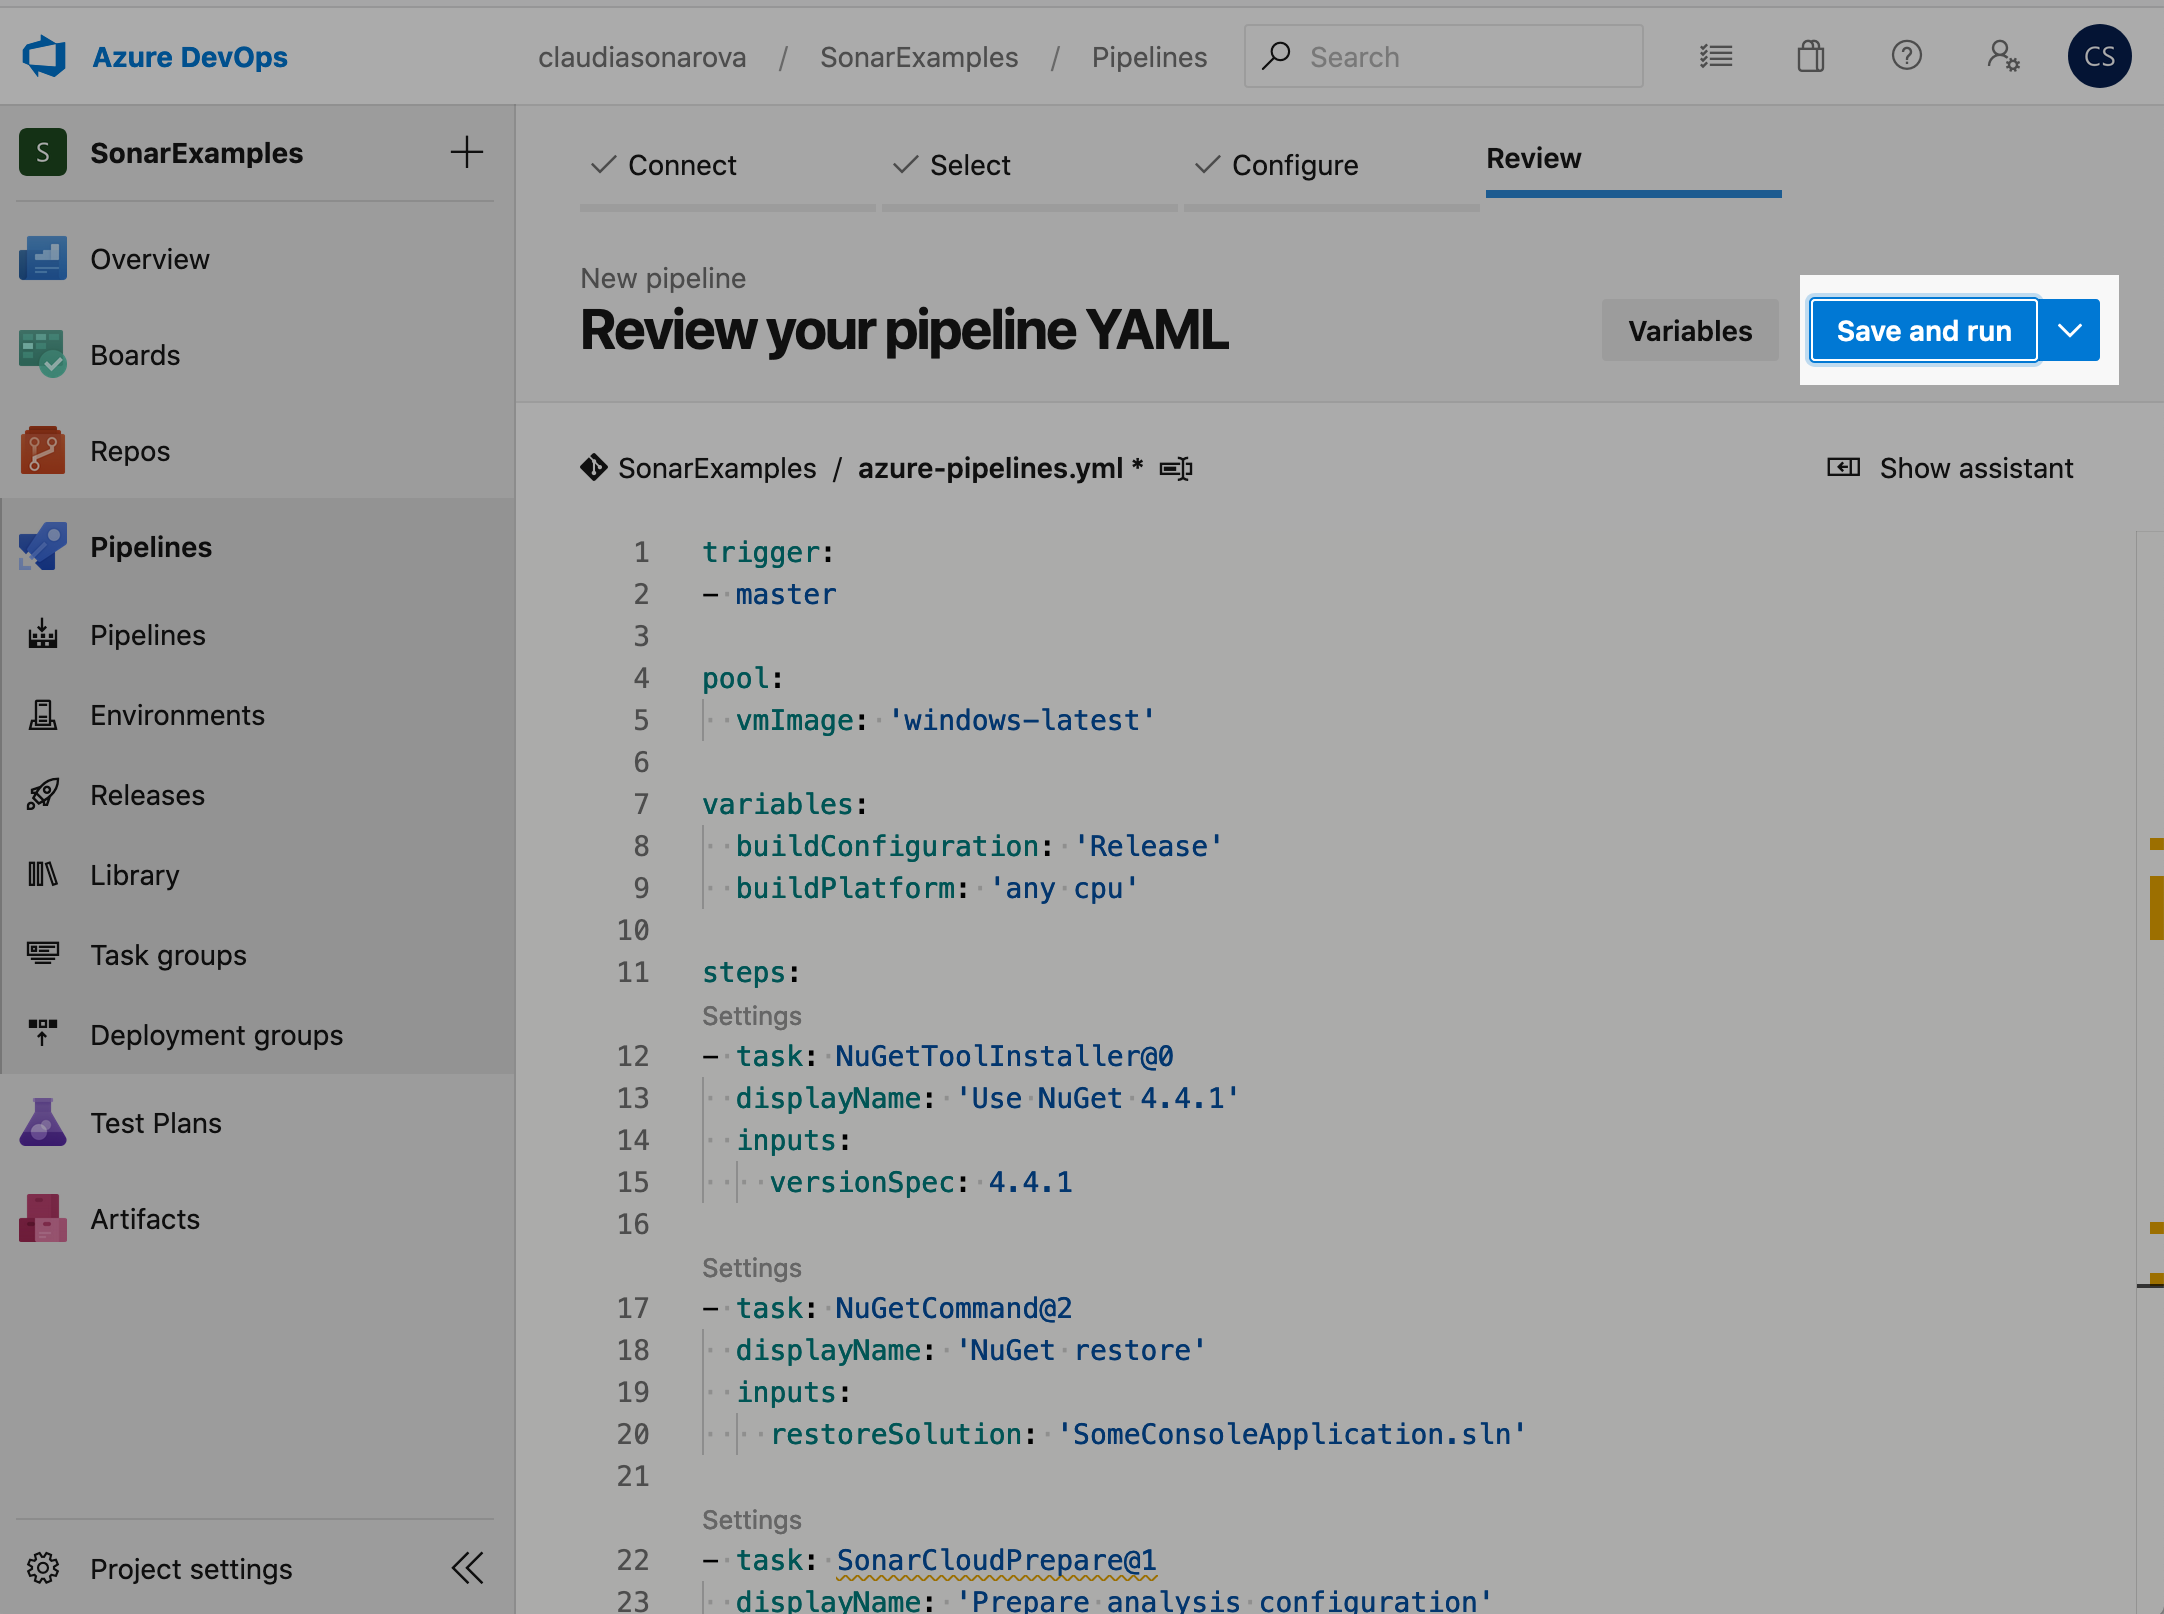 Azure DevOps
claudiasonarova / SonarExamples / Pipelines
Search
CS
S SonarExamples
Overview
Boards
Repos
Pipelines
Pipelines
Environments
Releases
Library
Task groups
Deployment groups
Test Plans
Artifacts
Project settings
Connect
Select
Configure
Review
New pipeline
Review your pipeline YAML
Variables
Save and run
SonarExamples / azure-pipelines.yml *
Show assistant
1 trigger:
2 - master
3
4 pool:
5   vmImage: 'windows-latest'
6
7 variables:
8   buildConfiguration: 'Release'
9   buildPlatform: 'any cpu'
10
11 steps:
Settings
12 - task: NuGetToolInstaller@0
13   displayName: 'Use NuGet 4.4.1'
14   inputs:
15     versionSpec: 4.4.1
16
Settings
17 - task: NuGetCommand@2
18   displayName: 'NuGet restore'
19   inputs:
20     restoreSolution: 'SomeConsoleApplication.sln'
21
Settings
22 - task: SonarCloudPrepare@1
23   displayName: 'Prepare analysis configuration'